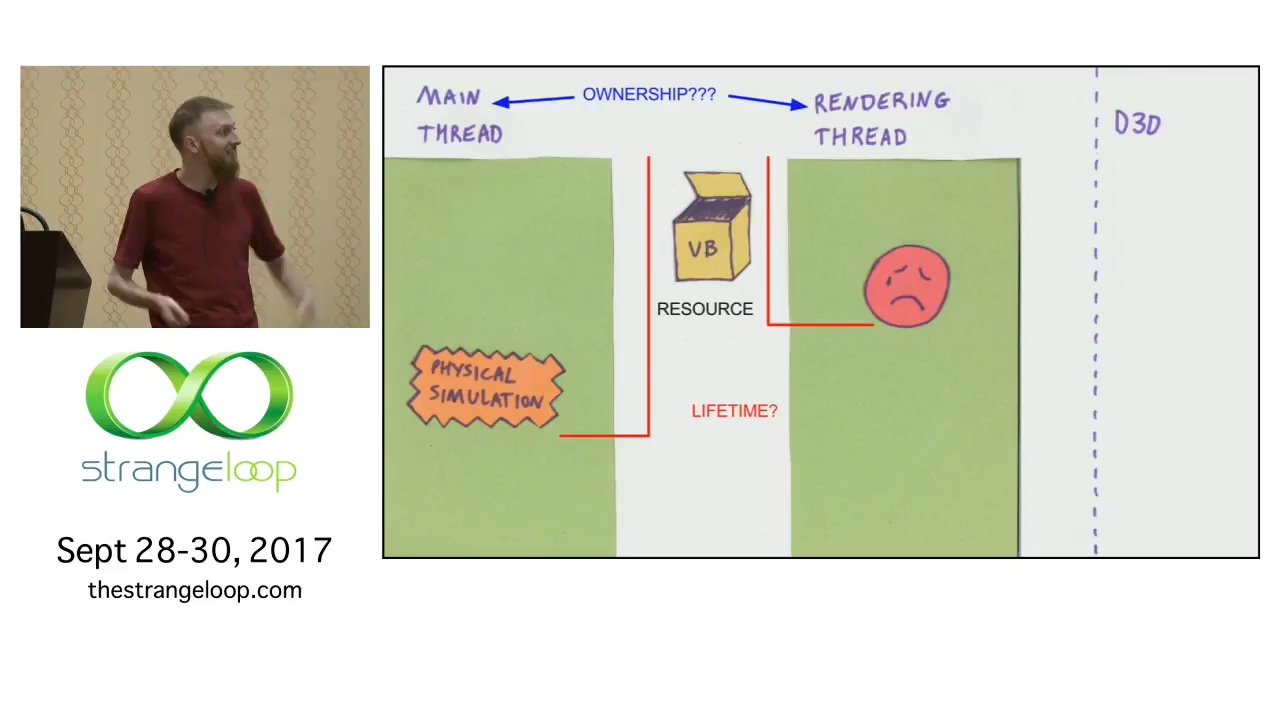 MAIN
THREAD
OWNERSHIP???
RENDERING
THREAD
D3D
VB
RESOURCE
PHYSICAL
SIMULATION
LIFETIME?
strangeloop
Sept 28-30, 2017
thestrangeloop.com